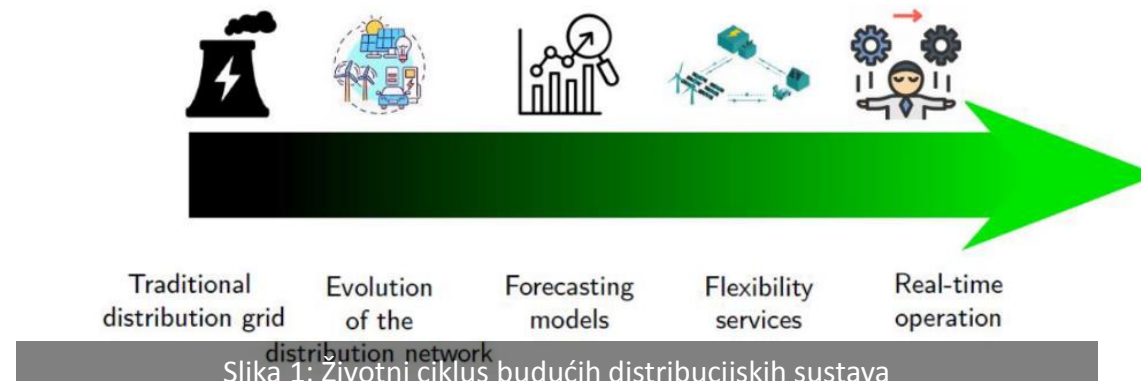 Traditional
distribution grid
Evolution
of the
distribution network
Forecasting
models
Flexibility
services
Real-time
operation
Slika 1: Životni ciklus budućih distribucijskih sustava